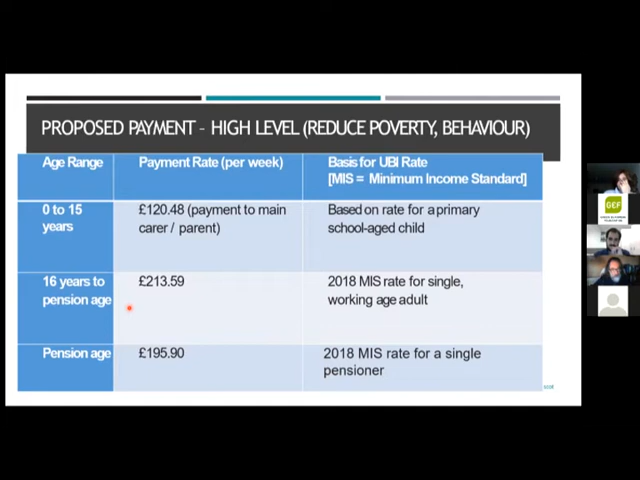 PROPOSED PAYMENT – HIGH LEVEL (REDUCE POVERTY, BEHAVIOUR)
Age Range
Payment Rate (per week)
Basis for UBI Rate
[MIS = Minimum Income Standard]
0 to 15
years
£120.48 (payment to main
carer / parent)
Based on rate for a primary
school-aged child
16 years to
pension age
£213.59
2018 MIS rate for single,
working age adult
Pension age
£195.90
2018 MIS rate for a single
pensioner
GEF